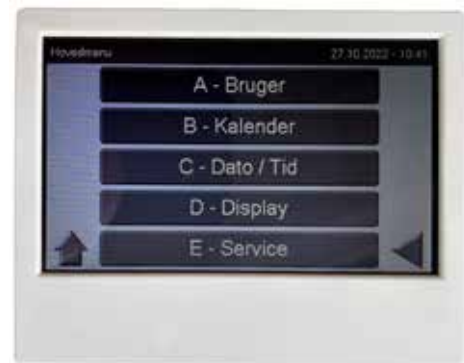 Hovedmenu 27.10.2022 - 10:41
A - Bruger
B - Kalender
C - Dato / Tid
D - Display
E - Service